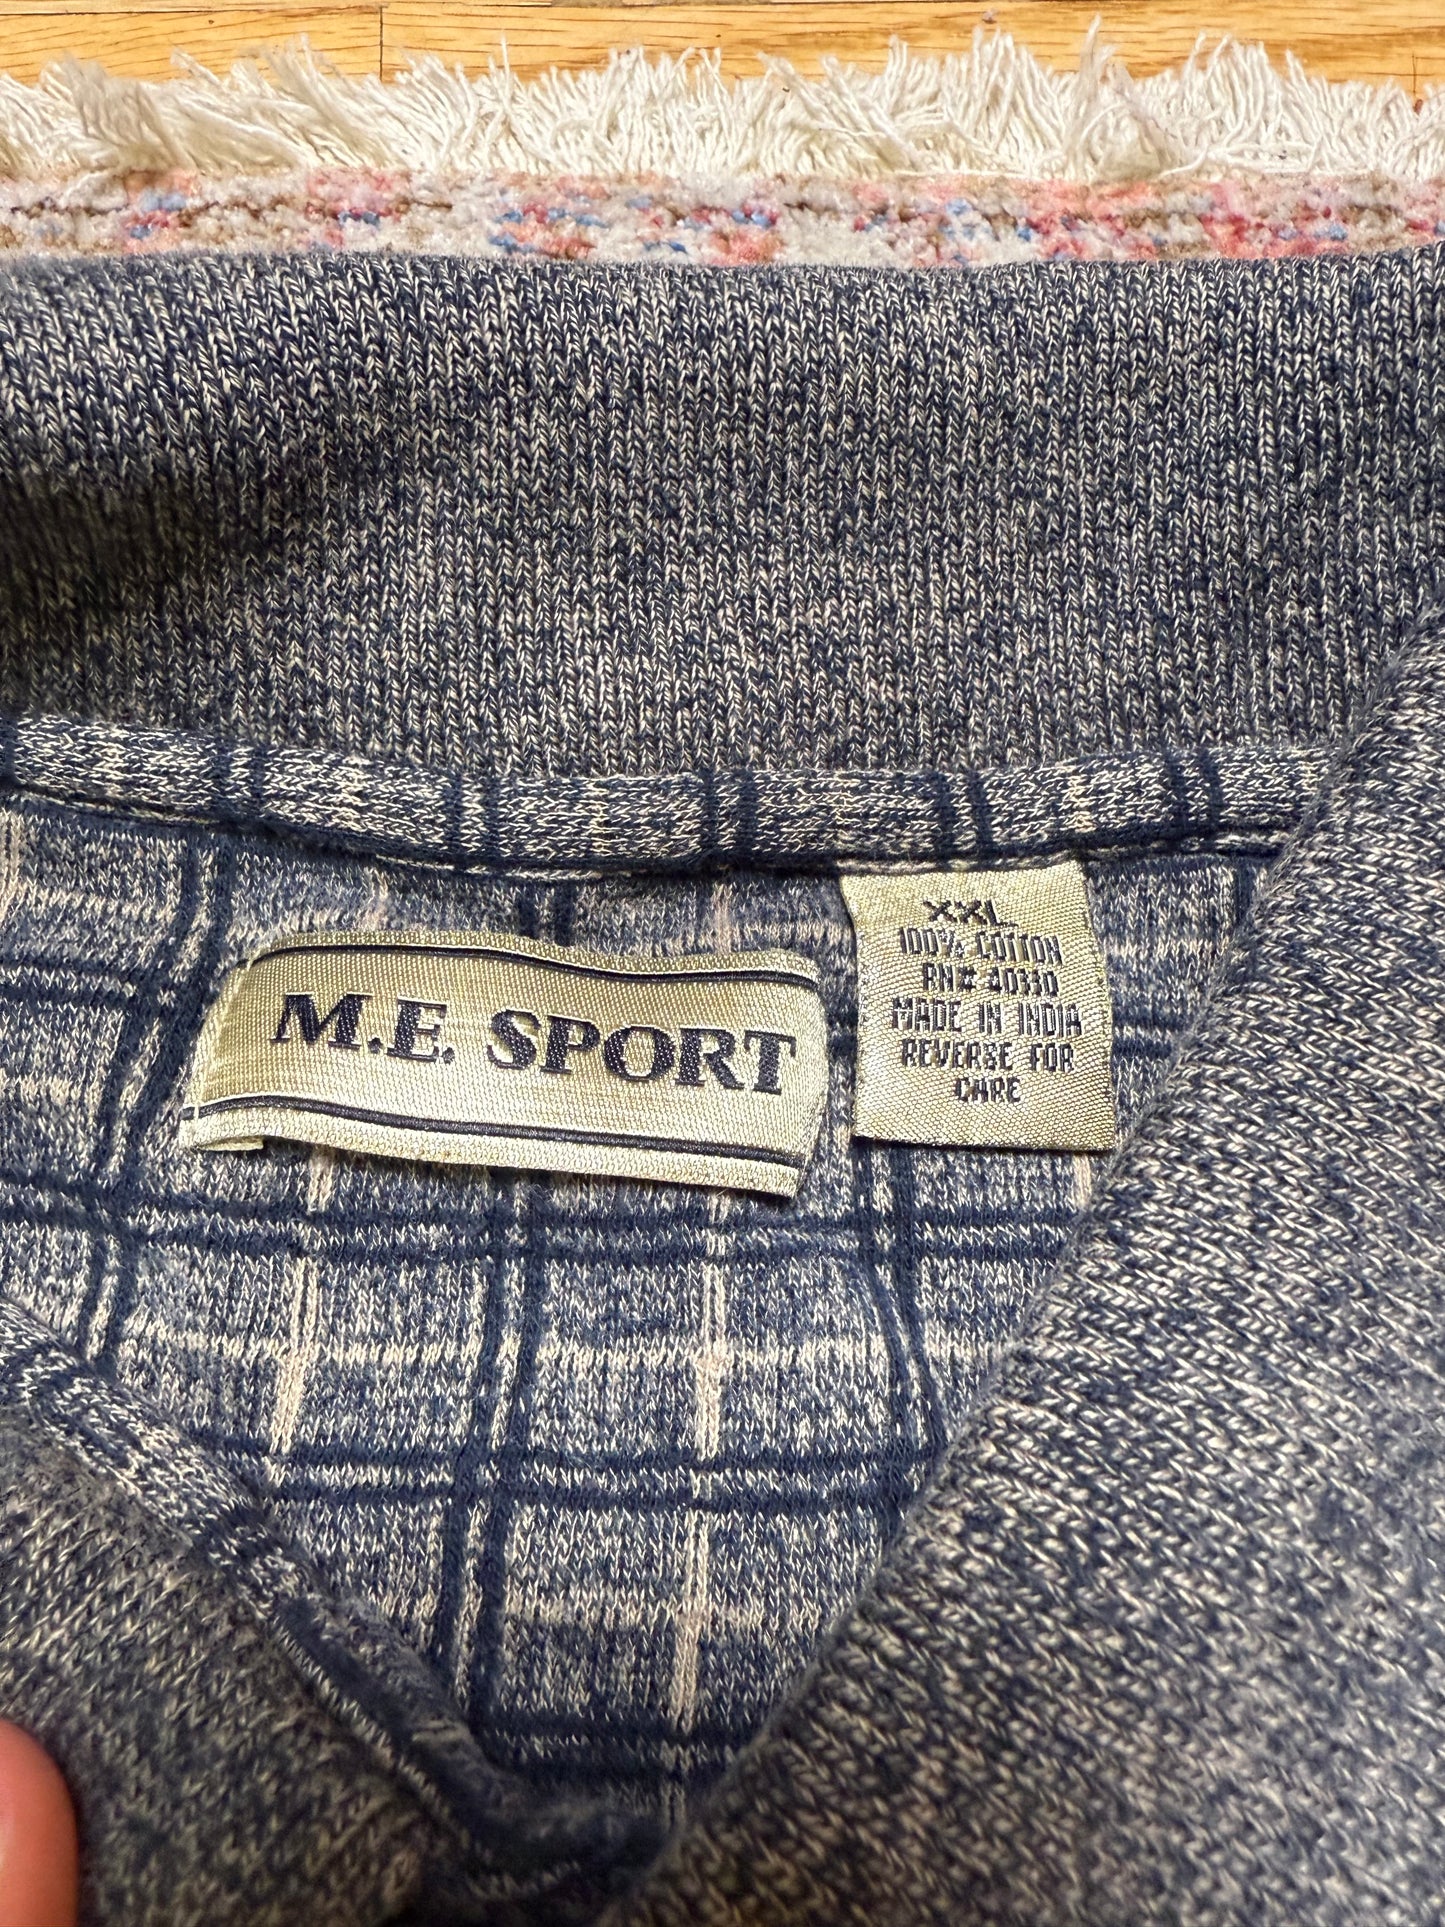 M.E. SPORT
XXL
100% COTTON
RN# 40330
MADE IN INDIA
REVERSE FOR
CARE